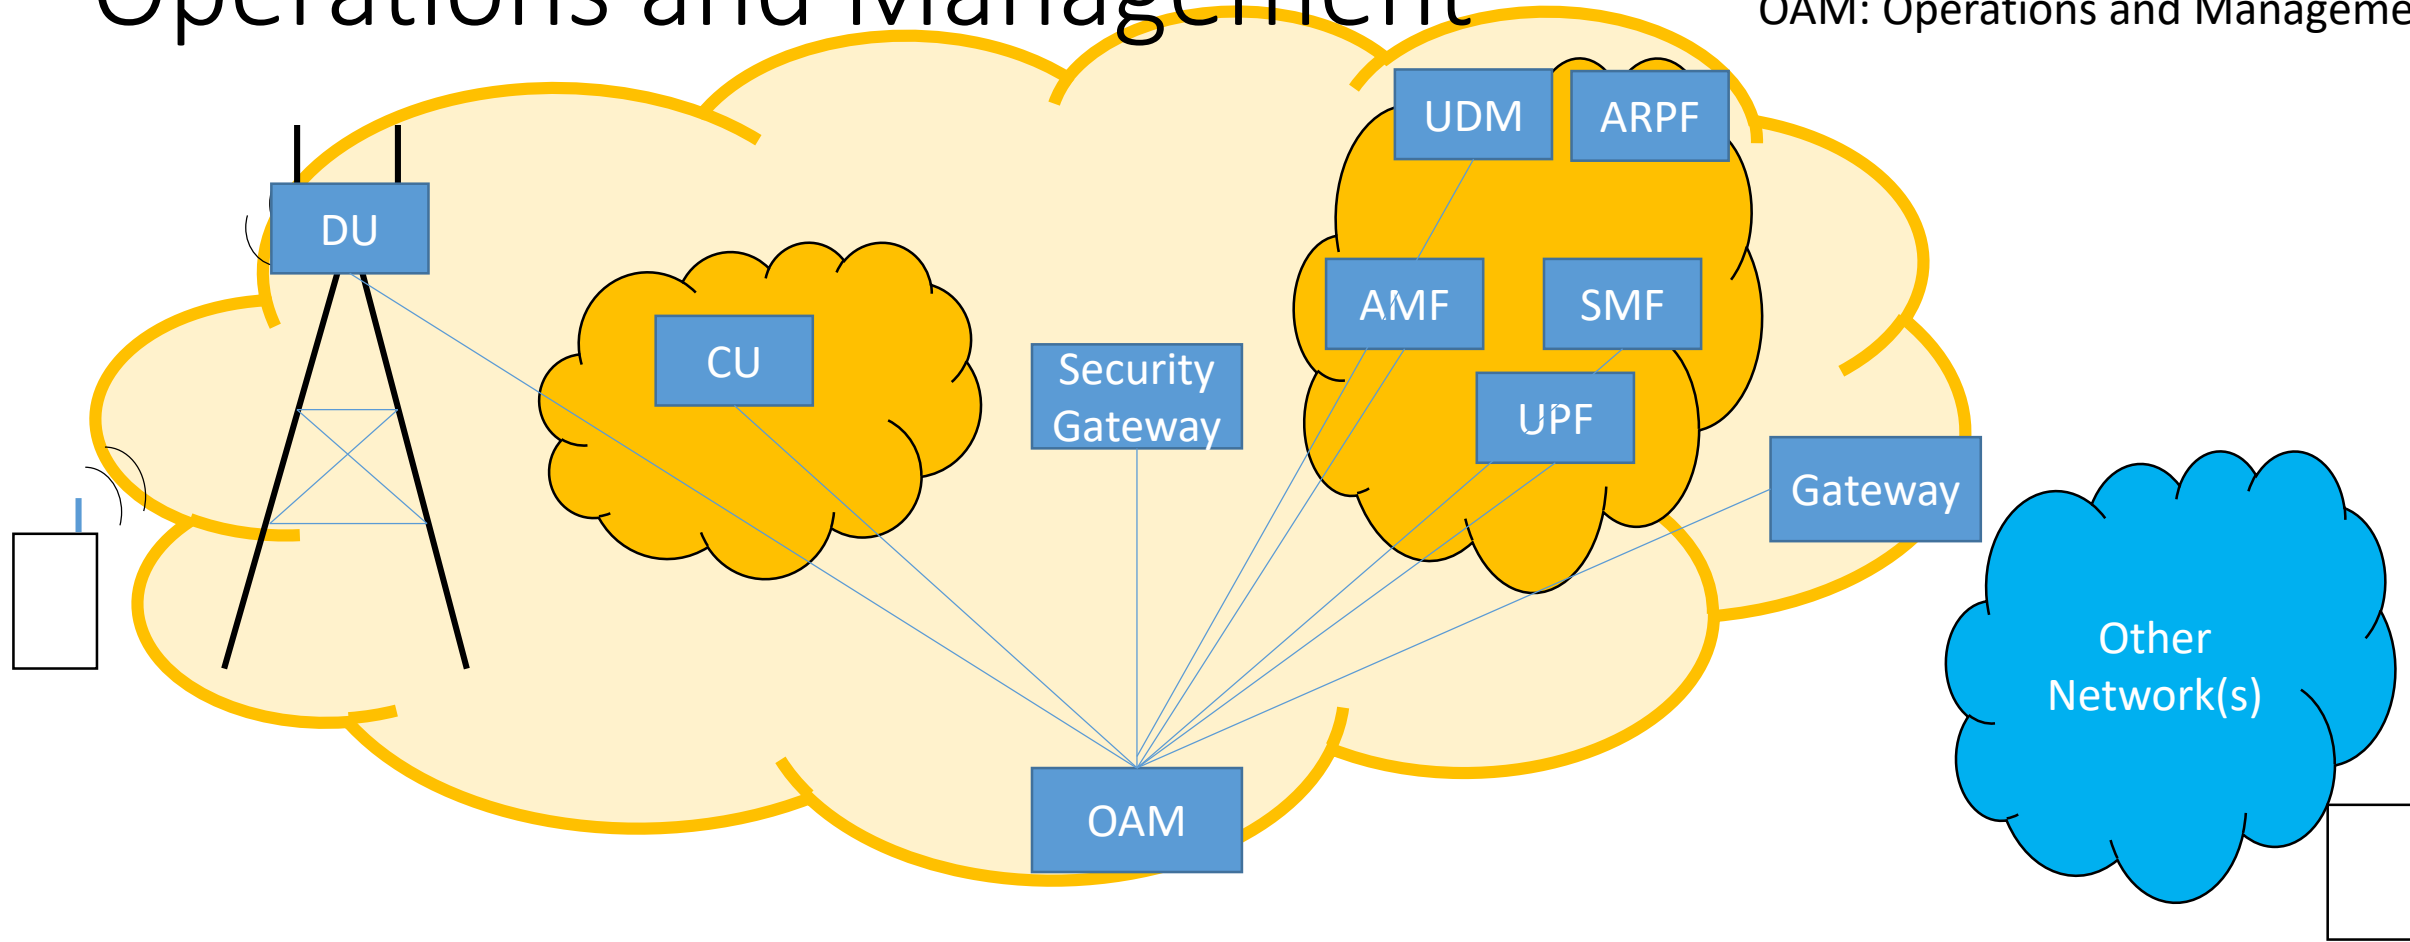 Operations and Management
OAM: Operations and Manageme
UDM
ARPF
DU
AMF
SMF
CU
Security
Gateway
UPF
Gateway
Other
Network(s)
OAM